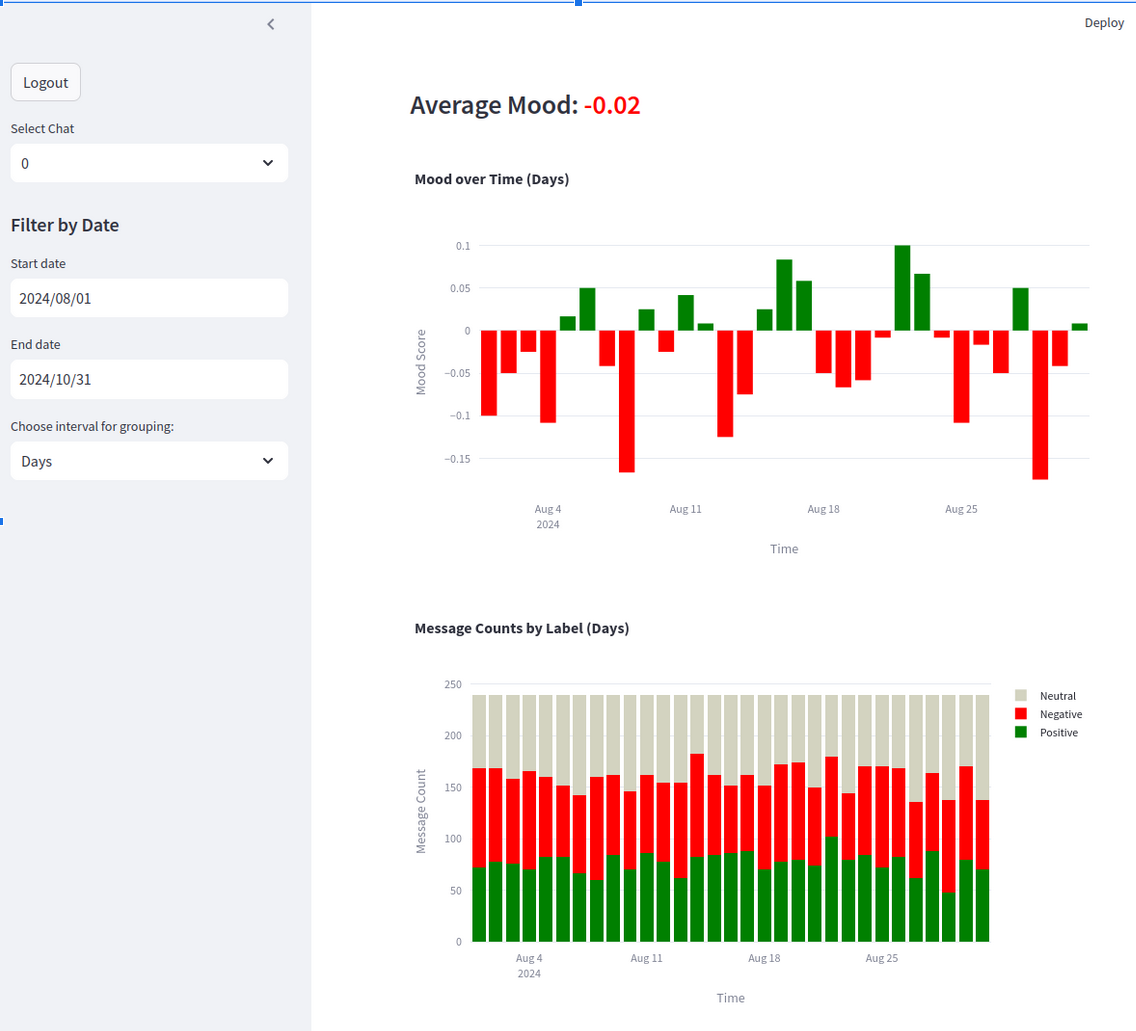 Deploy
Logout
Select Chat
0
Filter by Date
Start date
2024/08/01
End date
2024/10/31
Choose interval for grouping:
Days
Average Mood: -0.02
Mood over Time (Days)
0.1
0.05
0
−0.05
−0.1
−0.15
Mood Score
Aug 4
2024
Aug 11
Aug 18
Aug 25
Time
Message Counts by Label (Days)
250
200
150
100
50
0
Message Count
Neutral
Negative
Positive
Aug 4
2024
Aug 11
Aug 18
Aug 25
Time